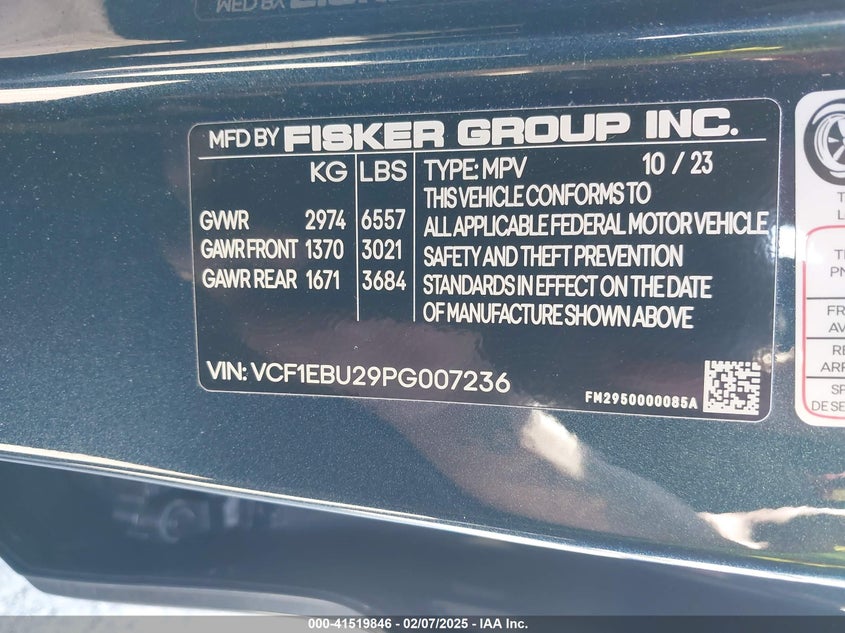 MFD BY FISKER GROUP INC.
KG LBS TYPE: MPV 10 / 23
THIS VEHICLE CONFORMS TO
GVWR 2974 6557 ALL APPLICABLE FEDERAL MOTOR VEHICLE
GAWR FRONT 1370 3021 SAFETY AND THEFT PREVENTION
GAWR REAR 1671 3684 STANDARDS IN EFFECT ON THE DATE
OF MANUFACTURE SHOWN ABOVE
VIN: VCF1EBU29PG007236
FM2950000085A
000-41519846 - 02/07/2025 - IAA Inc.